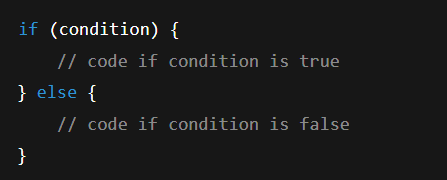 if (condition) {
    // code if condition is true
} else {
    // code if condition is false
}